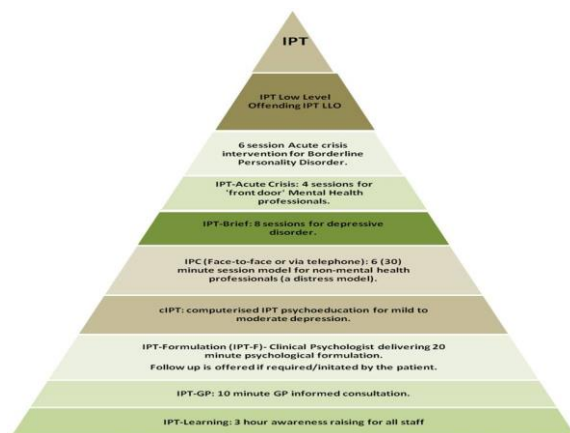 IPT
IPT Low Level
Offending IPT LLO
6 session Acute crisis
intervention for Borderline
Personality Disorder.
IPT-Acute Crisis: 4 sessions for
'front door' Mental Health
professionals.
IPT-Brief: 8 sessions for depressive
disorder.
IPC (Face-to-face or via telephone): 6 (30)
minute session model for non-mental health
professionals (a distress model).
cIPT: computerised IPT psychoeducation for mild to
moderate depression.
IPT-Formulation (IPT-F)- Clinical Psychologist delivering 20
minute psychological formulation.
Follow up is offered if required/initated by the patient.
IPT-GP: 10 minute GP informed consultation.
IPT-Learning: 3 hour awareness raising for all staff